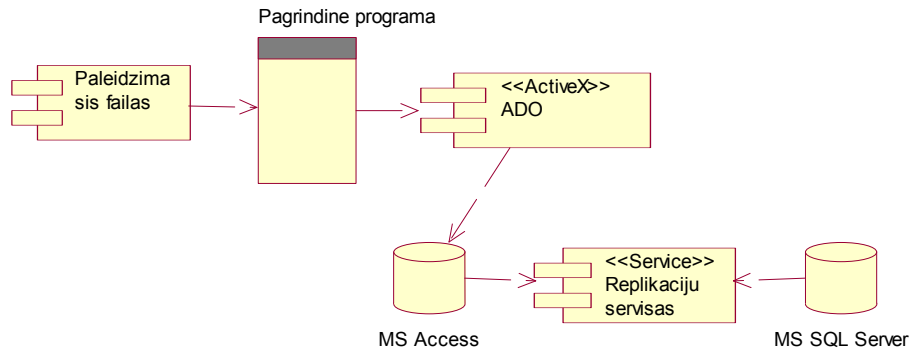 Pagrindine programa
Paleidzima
sis failas
<<ActiveX>>
ADO
<<Service>>
Replikaciju
servisas
MS Access
MS SQL Server